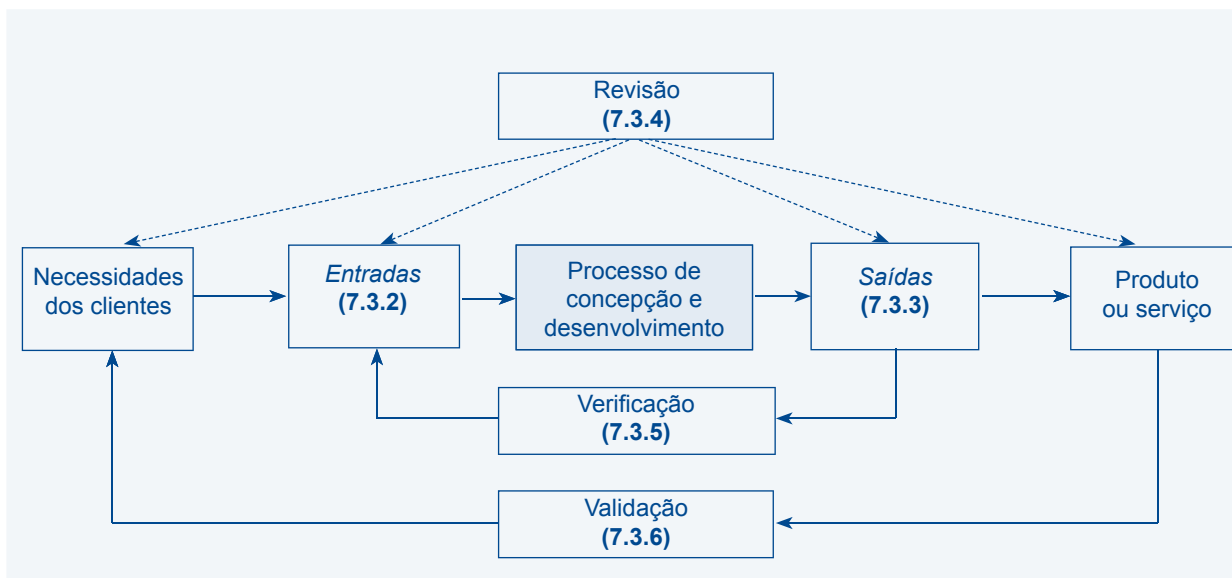 Revisão
(7.3.4)
Necessidades
dos clientes
Entradas
(7.3.2)
Processo de
concepção e
desenvolvimento
Saídas
(7.3.3)
Produto
ou serviço
Verificação
(7.3.5)
Validação
(7.3.6)